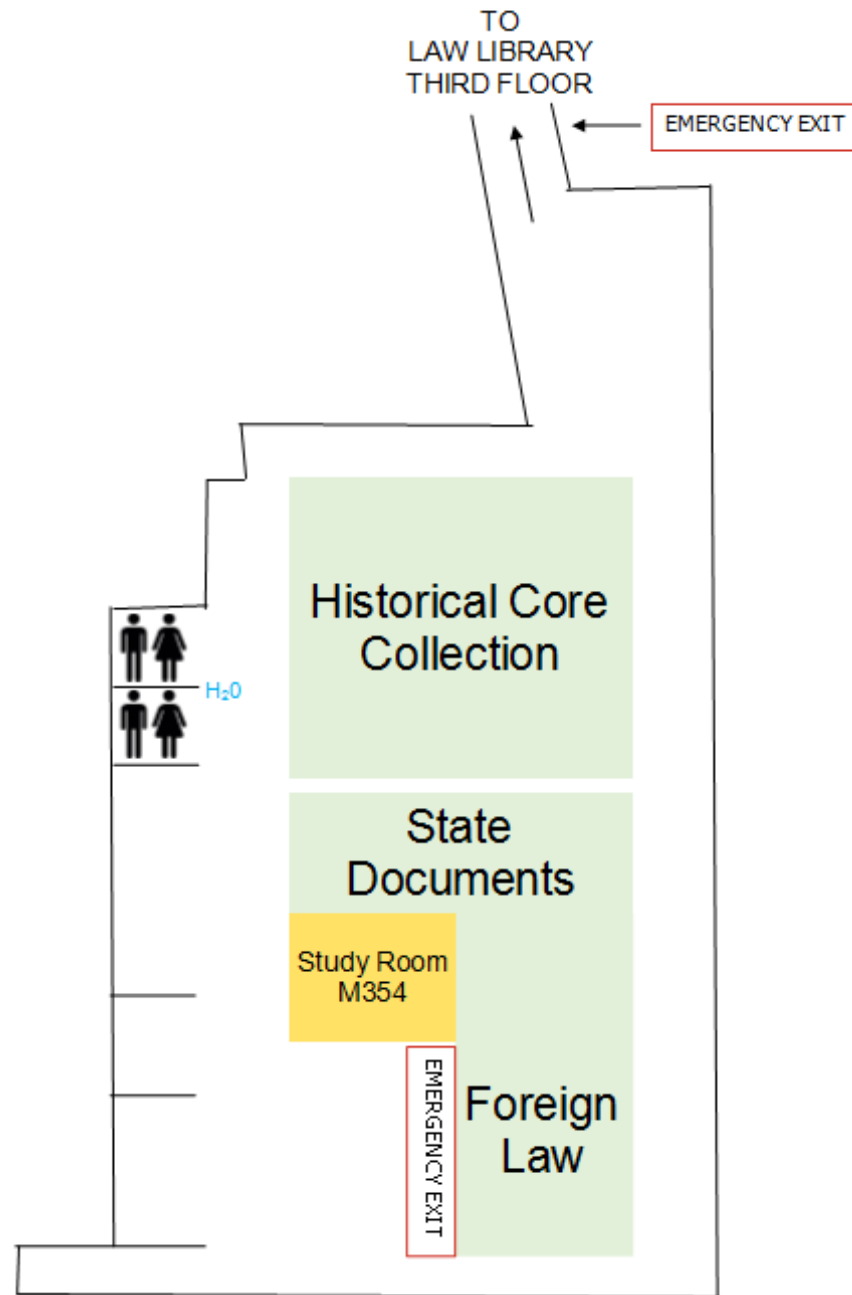 TO
LAW LIBRARY
THIRD FLOOR
EMERGENCY EXIT
Historical Core
Collection
H₂0
State
Documents
Study Room
M354
EMERGENCY EXIT
Foreign
Law